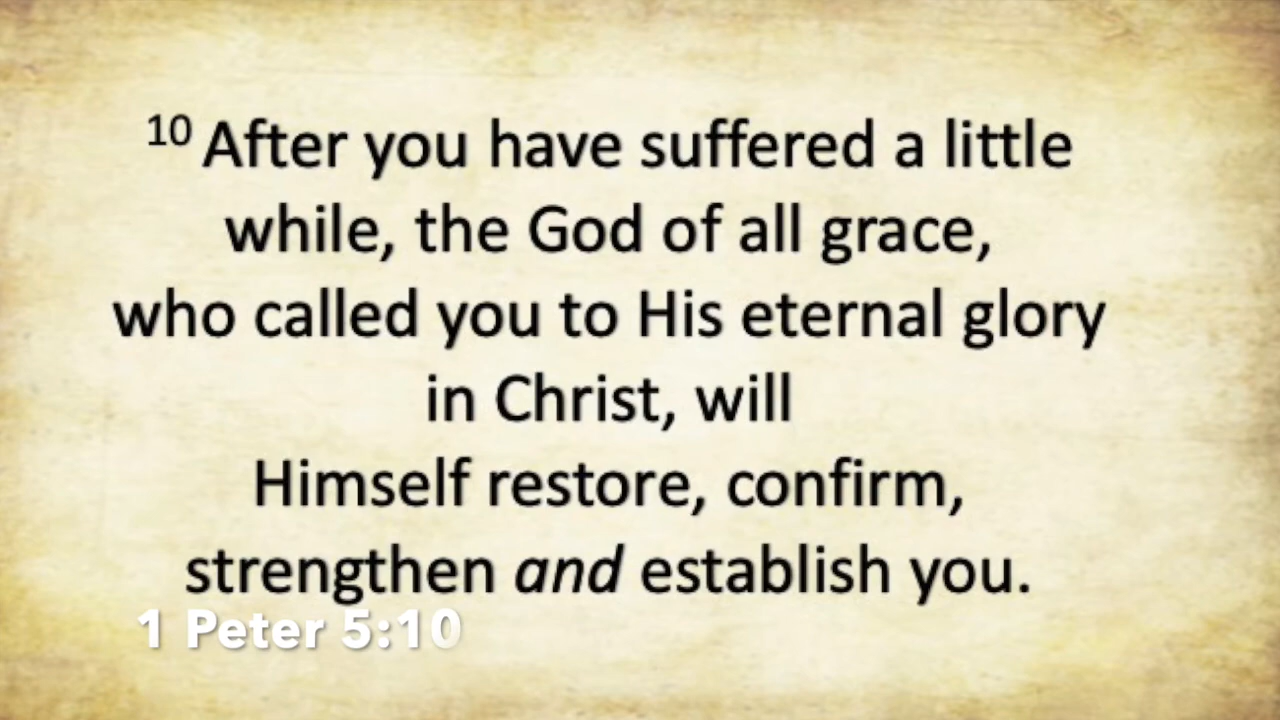 10 After you have suffered a little
while, the God of all grace,
who called you to His eternal glory
in Christ, will
Himself restore, confirm,
strengthen and establish you.
1 Peter 5:10